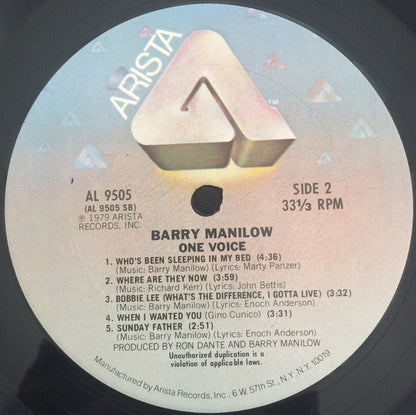 ARISTA
TM
AL 9505
(AL 9505 SB)
℗ 1979 ARISTA
RECORDS, INC.
SIDE 2
33⅓ RPM
BARRY MANILOW
ONE VOICE
1. WHO'S BEEN SLEEPING IN MY BED (4:36)
(Music: Barry Manilow) (Lyrics: Marty Panzer)
2. WHERE ARE THEY NOW (3:59)
(Music: Richard Kerr) (Lyrics: John Bettis)
3. BOBBIE LEE (WHAT'S THE DIFFERENCE, I GOTTA LIVE) (3:32)
(Music: Barry Manilow) (Lyrics: Enoch Anderson)
4. WHEN I WANTED YOU (Gino Cunico) (3:31)
5. SUNDAY FATHER (2:51)
(Music: Barry Manilow) (Lyrics: Enoch Anderson)
PRODUCED BY RON DANTE AND BARRY MANILOW
Unauthorized duplication is a
violation of applicable laws.
Manufactured by Arista Records, Inc., 6 W. 57th St., N.Y., N.Y. 10019